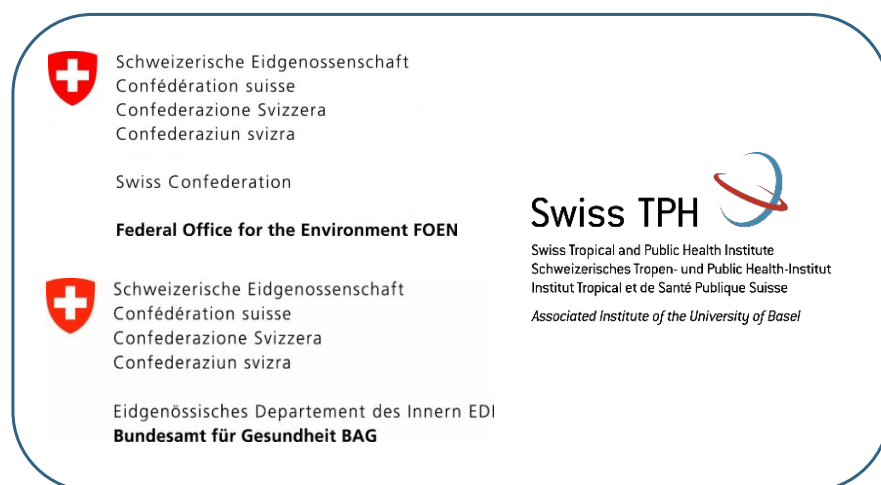 Schweizerische Eidgenossenschaft
Confédération suisse
Confederazione Svizzera
Confederaziun svizra
Swiss Confederation
Federal Office for the Environment FOEN
Schweizerische Eidgenossenschaft
Confédération suisse
Confederazione Svizzera
Confederaziun svizra
Eidgenössisches Departement des Innern EDI
Bundesamt für Gesundheit BAG
Swiss TPH
Swiss Tropical and Public Health Institute
Schweizerisches Tropen- und Public Health-Institut
Institut Tropical et de Santé Publique Suisse
Associated Institute of the University of Basel